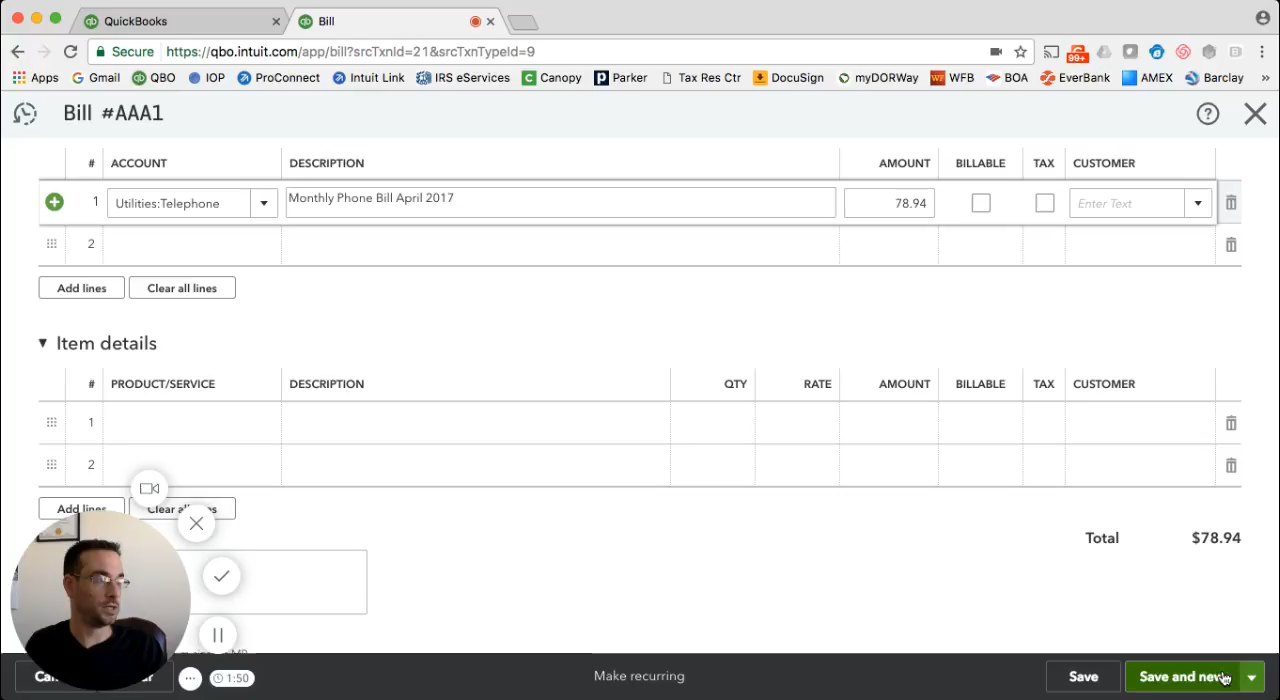 QuickBooks
Bill
Secure https://qbo.intuit.com/app/bill?srcTxnId=21&srcTxnTypeId=9
99+
Apps Gmail QBO IOP ProConnect Intuit Link IRS eServices Canopy Parker Tax Res Ctr DocuSign myDORWay WFB BOA EverBank AMEX Barclay »
Bill #AAA1
# ACCOUNT DESCRIPTION AMOUNT BILLABLE TAX CUSTOMER
1 Utilities:Telephone Monthly Phone Bill April 2017 78.94 Enter Text
2
Add lines Clear all lines
Item details
# PRODUCT/SERVICE DESCRIPTION QTY RATE AMOUNT BILLABLE TAX CUSTOMER
1
2
Add lines Clear
Total $78.94
1:50 Make recurring Save Save and new